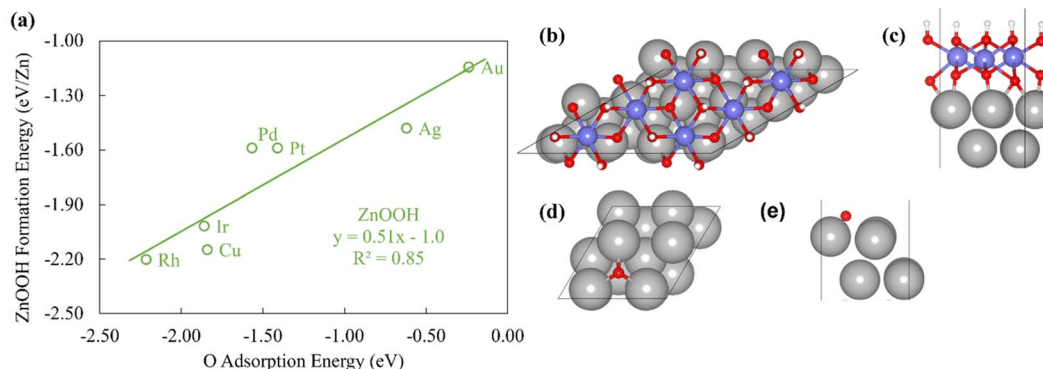 (a)
ZnOOH Formation Energy (eV/Zn)
-1.00
-1.30
-1.60
-1.90
-2.20
-2.50
Au
Ag
Pd
Pt
Ir
Cu
Rh
ZnOOH
y = 0.51x - 1.0
R² = 0.85
-2.50 -2.00 -1.50 -1.00 -0.50 0.00
O Adsorption Energy (eV)
(b)
(c)
(d)
(e)